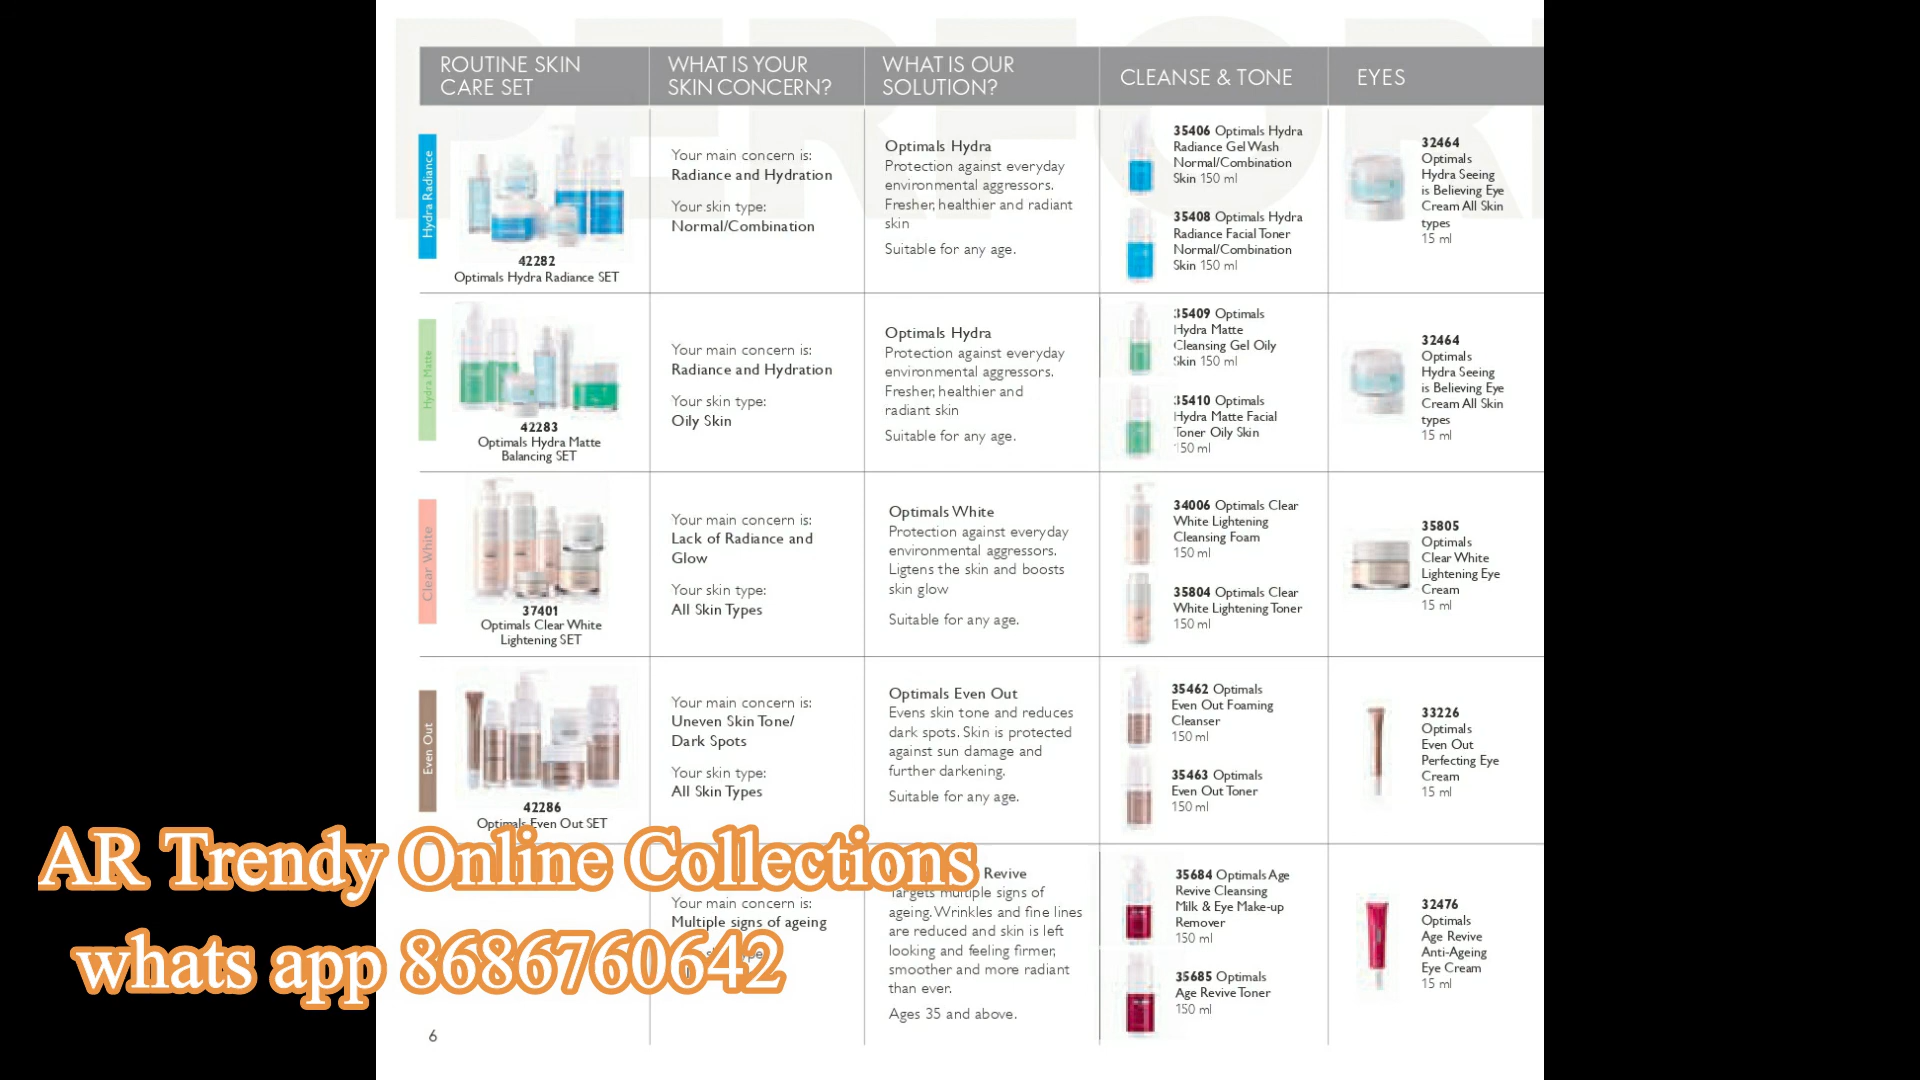 ROUTINE SKIN
CARE SET
WHAT IS YOUR
SKIN CONCERN?
WHAT IS OUR
SOLUTION?
CLEANSE & TONE
EYES
Hydra Radiance
42282
Optimals Hydra Radiance SET
Your main concern is:
Radiance and Hydration
Your skin type:
Normal/Combination
Optimals Hydra
Protection against everyday
environmental aggressors.
Fresher, healthier and radiant
skin
Suitable for any age.
35406 Optimals Hydra
Radiance Gel Wash
Normal/Combination
Skin 150 ml
35408 Optimals Hydra
Radiance Facial Toner
Normal/Combination
Skin 150 ml
32464
Optimals
Hydra Seeing
is Believing Eye
Cream All Skin
types
15 ml
Hydra Matte
42283
Optimals Hydra Matte
Balancing SET
Your main concern is:
Radiance and Hydration
Your skin type:
Oily Skin
Optimals Hydra
Protection against everyday
environmental aggressors.
Fresher, healthier and
radiant skin
Suitable for any age.
35409 Optimals
Hydra Matte
Cleansing Gel Oily
Skin 150 ml
35410 Optimals
Hydra Matte Facial
Toner Oily Skin
150 ml
32464
Optimals
Hydra Seeing
is Believing Eye
Cream All Skin
types
15 ml
Clear White
37401
Optimals Clear White
Lightening SET
Your main concern is:
Lack of Radiance and
Glow
Your skin type:
All Skin Types
Optimals White
Protection against everyday
environmental aggressors.
Ligtens the skin and boosts
skin glow
Suitable for any age.
34006 Optimals Clear
White Lightening
Cleansing Foam
150 ml
35804 Optimals Clear
White Lightening Toner
150 ml
35805
Optimals
Clear White
Lightening Eye
Cream
15 ml
Even Out
42286
Optimals Even Out SET
Your main concern is:
Uneven Skin Tone/
Dark Spots
Your skin type:
All Skin Types
Optimals Even Out
Evens skin tone and reduces
dark spots. Skin is protected
against sun damage and
further darkening.
Suitable for any age.
35462 Optimals
Even Out Foaming
Cleanser
150 ml
35463 Optimals
Even Out Toner
150 ml
33226
Optimals
Even Out
Perfecting Eye
Cream
15 ml
AR Trendy Online Collections
whats app 8686760642
Your main concern is:
Multiple signs of ageing
Revive
Targets multiple signs of
ageing. Wrinkles and fine lines
are reduced and skin is left
looking and feeling firmer,
smoother and more radiant
than ever.
Ages 35 and above.
35684 Optimals Age
Revive Cleansing
Milk & Eye Make-up
Remover
150 ml
35685 Optimals
Age Revive Toner
150 ml
32476
Optimals
Age Revive
Anti-Ageing
Eye Cream
15 ml
6